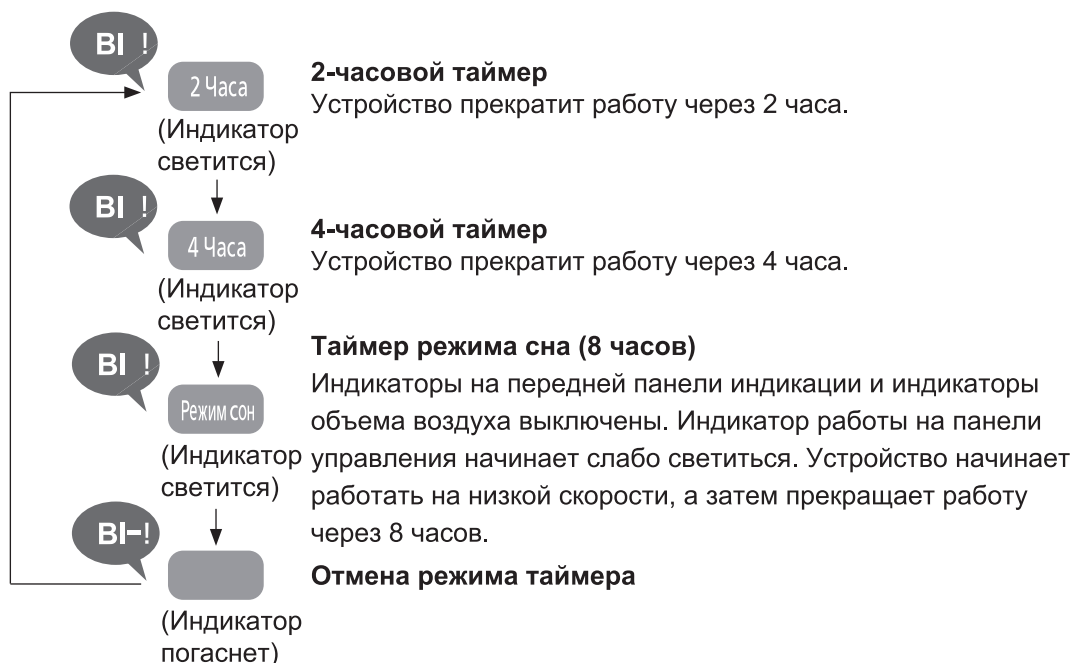 BI !
2 Часа
(Индикатор
светится)
2-часовой таймер
Устройство прекратит работу через 2 часа.
BI !
4 Часа
(Индикатор
светится)
4-часовой таймер
Устройство прекратит работу через 4 часа.
BI !
Режим сон
(Индикатор
светится)
Таймер режима сна (8 часов)
Индикаторы на передней панели индикации и индикаторы
объема воздуха выключены. Индикатор работы на панели
управления начинает слабо светиться. Устройство начинает
работать на низкой скорости, а затем прекращает работу
через 8 часов.
BI-!
(Индикатор
погаснет)
Отмена режима таймера